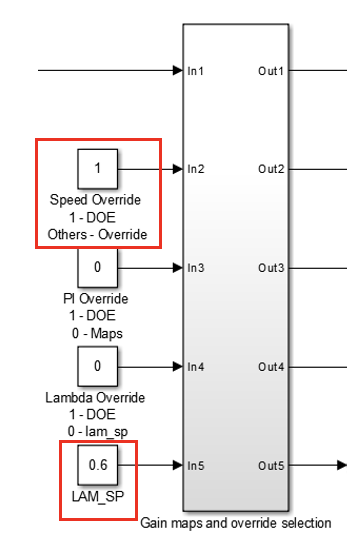 In1
Out1
1
In2
Out2
Speed Override
1 - DOE
Others - Override
0
In3
Out3
PI Override
1 - DOE
0 - Maps
0
In4
Out4
Lambda Override
1 - DOE
0 - lam_sp
0.6
In5
Out5
LAM_SP
Gain maps and override selection